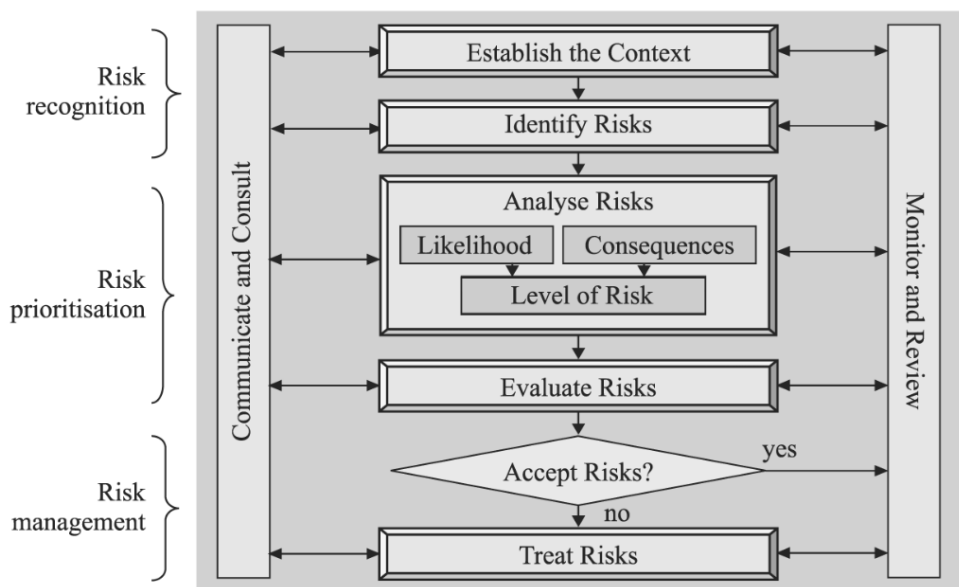 Risk
recognition
Risk
prioritisation
Risk
management
Communicate and Consult
Establish the Context
Identify Risks
Analyse Risks
Likelihood
Consequences
Level of Risk
Evaluate Risks
Accept Risks?
yes
no
Treat Risks
Monitor and Review